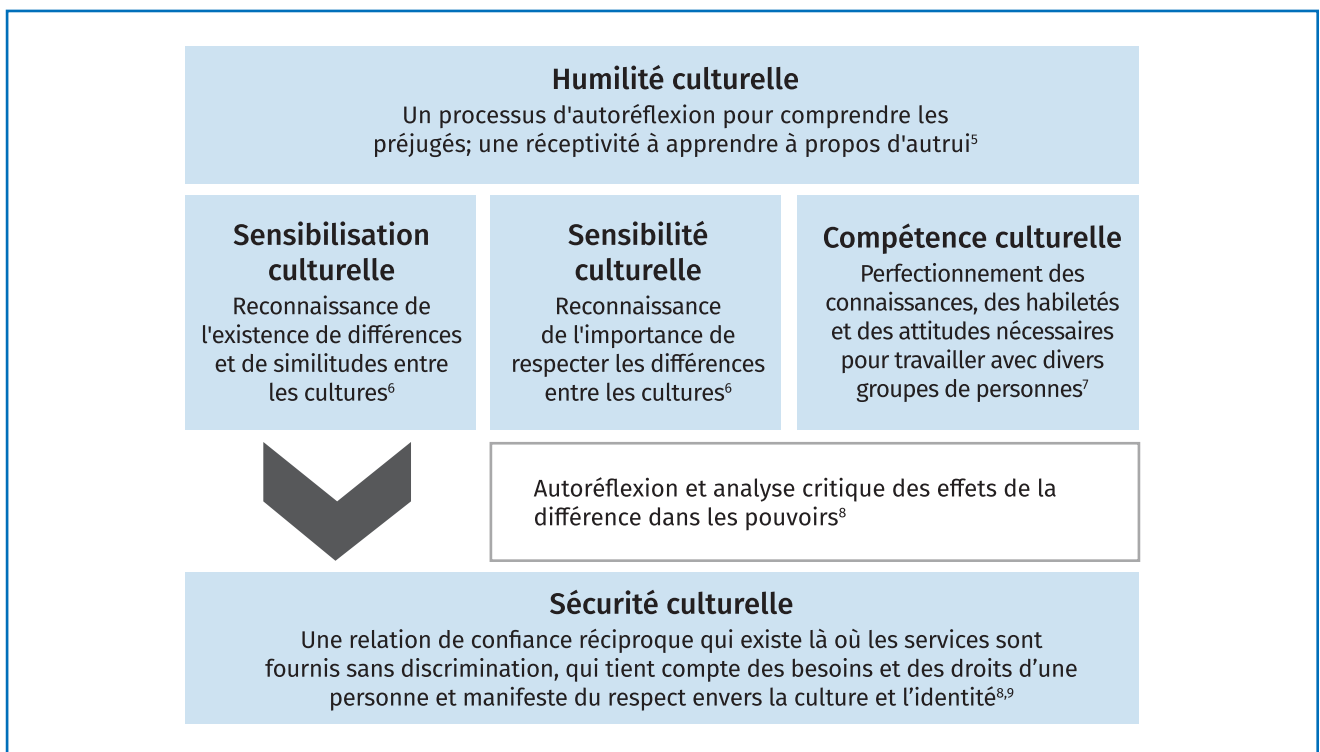 Humilité culturelle
Un processus d'autoréflexion pour comprendre les
préjugés; une réceptivité à apprendre à propos d'autrui⁵
Sensibilisation
culturelle
Reconnaissance de
l'existence de différences
et de similitudes entre
les cultures⁶
Sensibilité
culturelle
Reconnaissance
de l'importance de
respecter les différences
entre les cultures⁶
Compétence culturelle
Perfectionnement des
connaissances, des habiletés
et des attitudes nécessaires
pour travailler avec divers
groupes de personnes⁷
Autoréflexion et analyse critique des effets de la
différence dans les pouvoirs⁸
Sécurité culturelle
Une relation de confiance réciproque qui existe là où les services sont
fournis sans discrimination, qui tient compte des besoins et des droits d’une
personne et manifeste du respect envers la culture et l’identité⁸,⁹